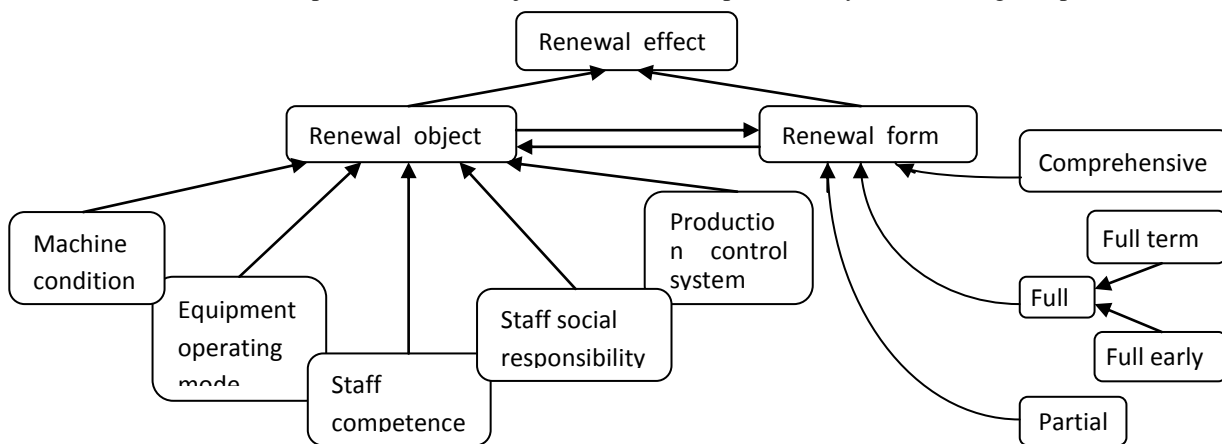 Renewal effect
Renewal object
Renewal form
Comprehensive
Machine
condition
Equipment
operating
mode
Staff
competence
Staff social
responsibility
Productio
n control
system
Full term
Full
Full early
Partial